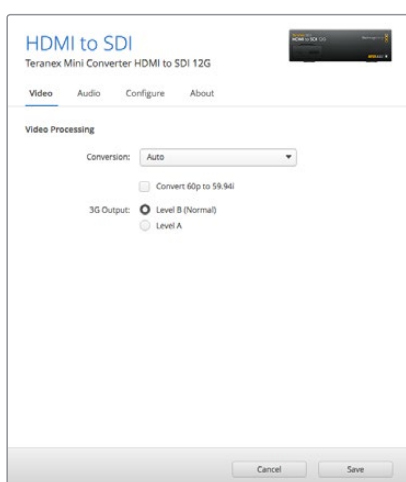 HDMI to SDI
Teranex Mini Converter HDMI to SDI 12G
Video Audio Configure About
Video Processing
Conversion: Auto
Convert 60p to 59.94i
3G Output: Level B (Normal)
Level A
Cancel Save